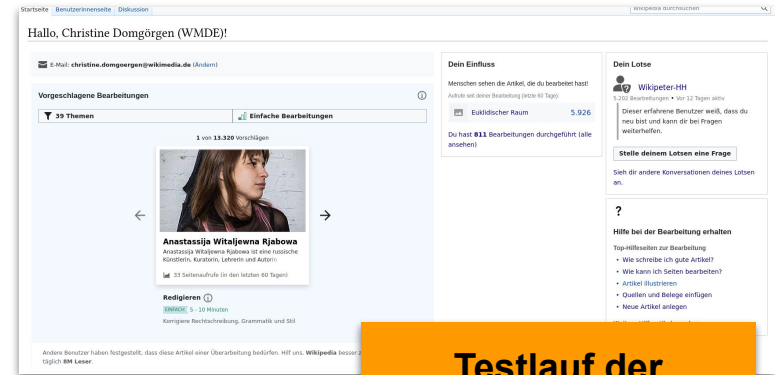 Startseite Benutzerinnenseite Diskussion
Wikipedia durchsuchen
Hallo, Christine Domgörgen (WMDE)!
E-Mail: christine.domgoergen@wikimedia.de (Ändern)
Vorgeschlagene Bearbeitungen
39 Themen
Einfache Bearbeitungen
1 von 13.320 Vorschlägen
Anastassija Witaljewna Rjabowa
Anastassija Witaljewna Rjabowa ist eine russische
Künstlerin, Kuratorin, Lehrerin und Autorin
33 Seitenaufrufe (in den letzten 60 Tagen)
Redigieren
EINFACH 5 - 10 Minuten
Korrigiere Rechtschreibung, Grammatik und Stil
Andere Benutzer haben festgestellt, dass diese Artikel einer Überarbeitung bedürfen. Hilf uns, Wikipedia besser
täglich 8M Leser.
Dein Einfluss
Menschen sehen die Artikel, die du bearbeitet hast!
Aufrufe seit deiner Bearbeitung (letzte 60 Tage):
Euklidischer Raum 5.926
Du hast 811 Bearbeitungen durchgeführt (alle
ansehen)
Dein Lotse
Wikipeter-HH
5.202 Bearbeitungen • Vor 12 Tagen aktiv
Dieser erfahrene Benutzer weiß, dass du
neu bist und kann dir bei Fragen
weiterhelfen.
Stelle deinem Lotsen eine Frage
Sieh dir andere Konversationen deines Lotsen
an.
?
Hilfe bei der Bearbeitung erhalten
Top-Hilfeseiten zur Bearbeitung
• Wie schreibe ich gute Artikel?
• Wie kann ich Seiten bearbeiten?
• Artikel illustrieren
• Quellen und Belege einfügen
• Neue Artikel anlegen
Testlauf der